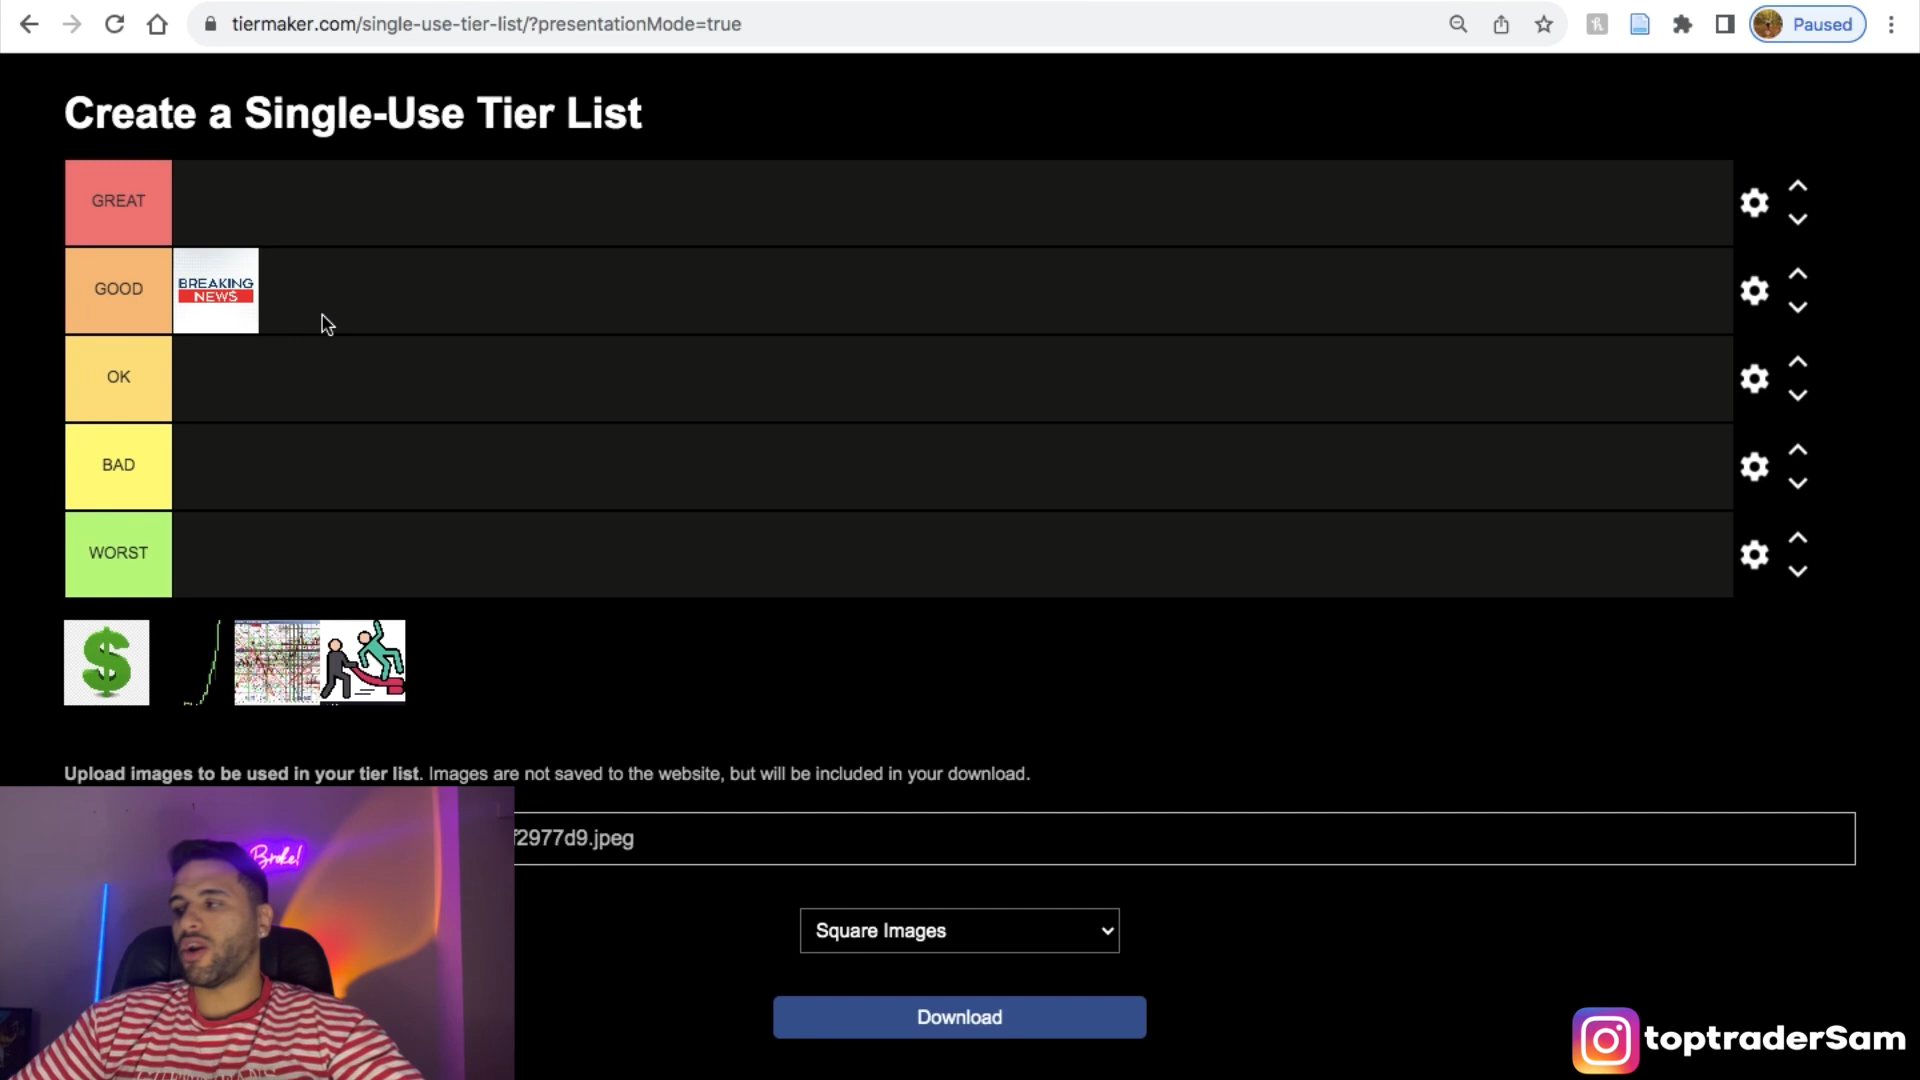 tiermaker.com/single-use-tier-list/?presentationMode=true
Paused
Create a Single-Use Tier List
GREAT
GOOD
BREAKING
NEWS
OK
BAD
WORST
$
Upload images to be used in your tier list. Images are not saved to the website, but will be included in your download.
f2977d9.jpeg
Broke!
Square Images
Download
toptraderSam